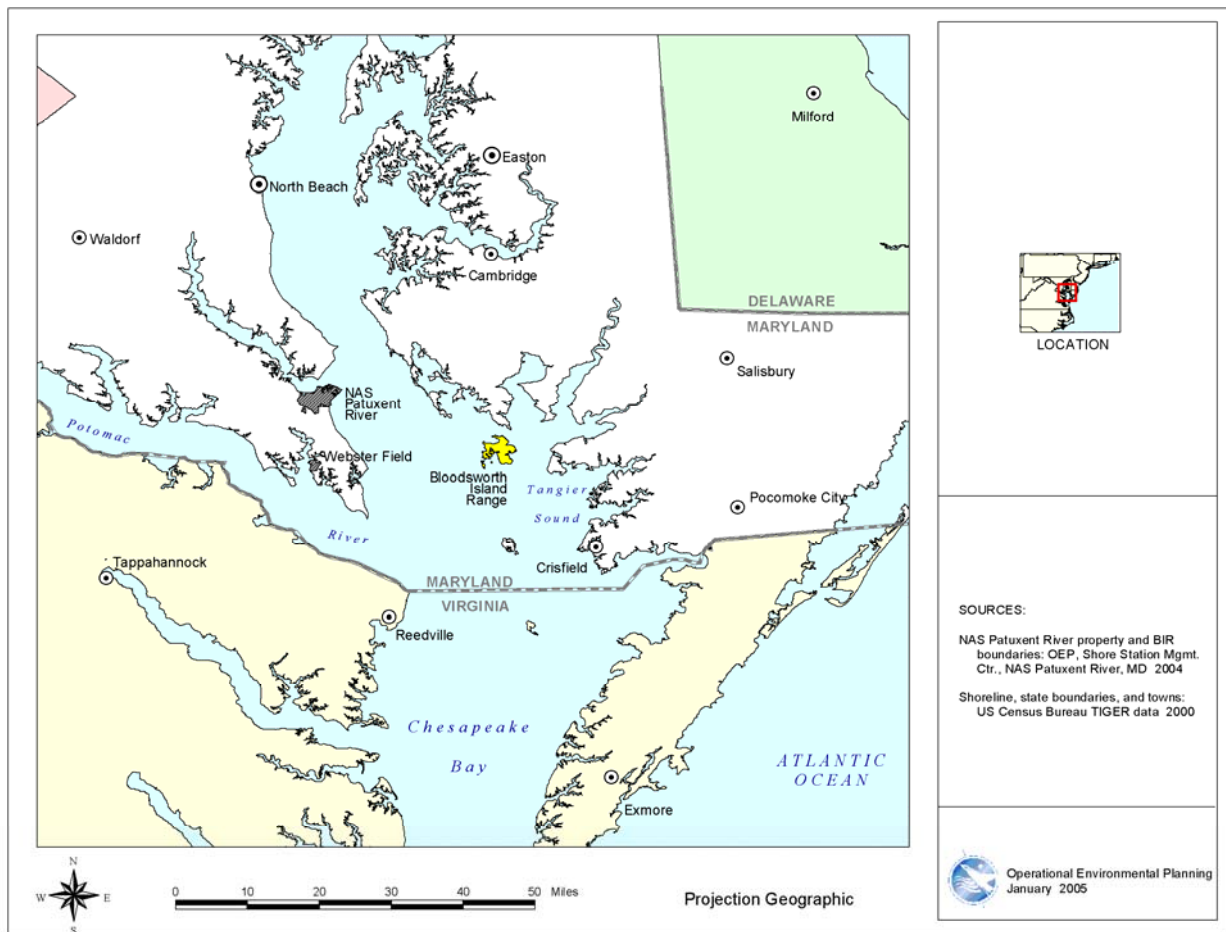 Milford
Easton
North Beach
Waldorf
Cambridge
DELAWARE
MARYLAND
Salisbury
NAS
Patuxent
River
Potomac
Webster Field
Bloodsworth
Island
Range
Tangier
Sound
Pocomoke City
River
Crisfield
Tappahannock
MARYLAND
VIRGINIA
Reedville
Chesapeake
Bay
ATLANTIC
OCEAN
Exmore
N
W
E
S
0 10 20 30 40 50 Miles
Projection Geographic
LOCATION
SOURCES:
NAS Patuxent River property and BIR
boundaries: OEP, Shore Station Mgmt.
Ctr., NAS Patuxent River, MD 2004
Shoreline, state boundaries, and towns:
US Census Bureau TIGER data 2000
Operational Environmental Planning
January 2005